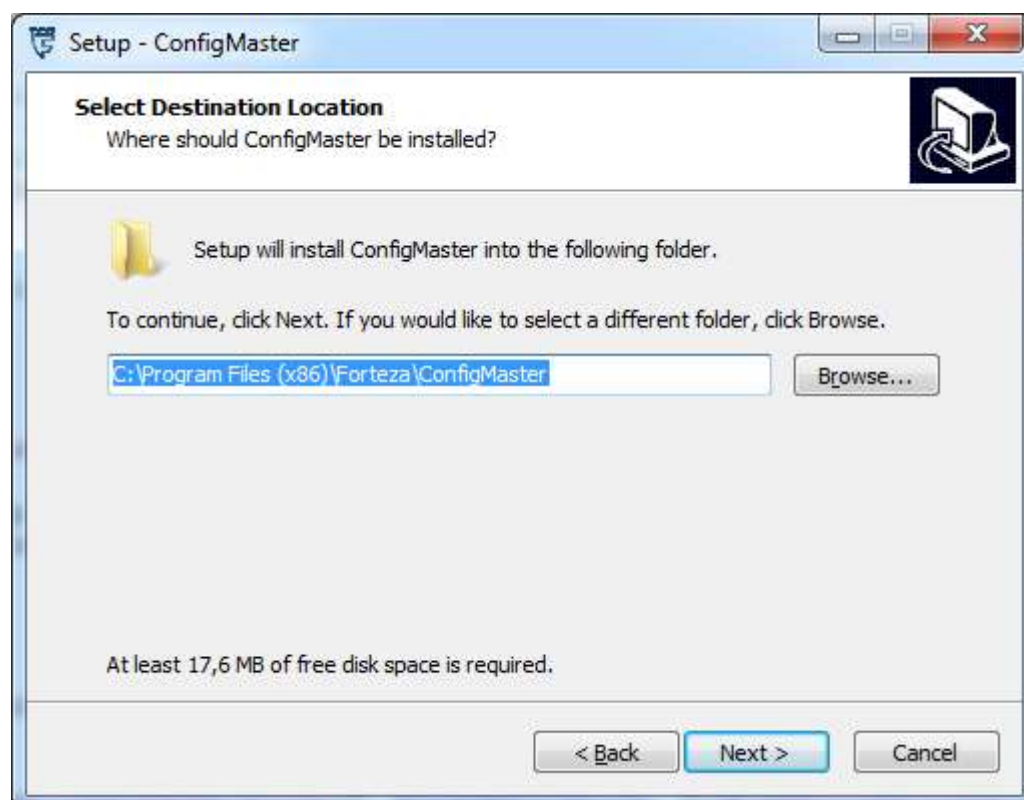 Setup - ConfigMaster
Select Destination Location
Where should ConfigMaster be installed?
Setup will install ConfigMaster into the following folder.
To continue, click Next. If you would like to select a different folder, click Browse.
C:\Program Files (x86)\Forteza\ConfigMaster
Browse...
At least 17,6 MB of free disk space is required.
< Back
Next >
Cancel